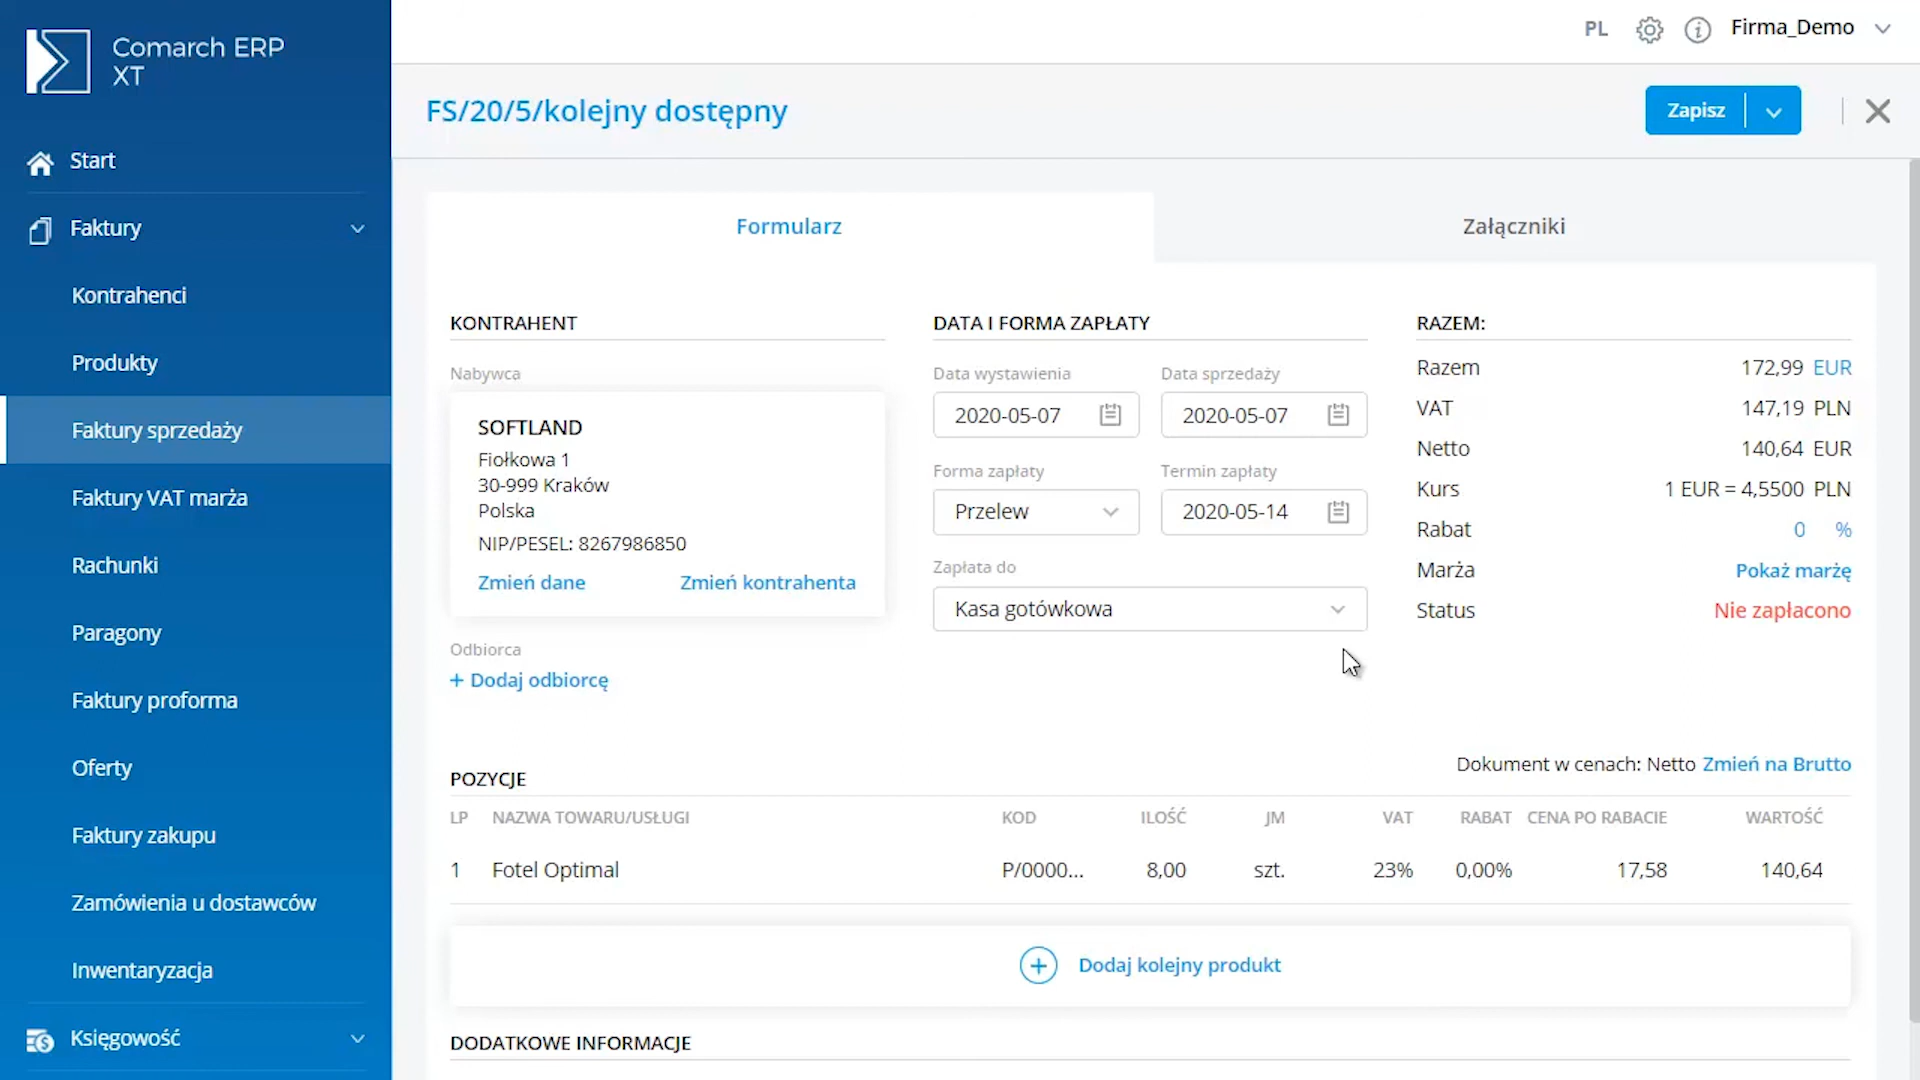 Comarch ERP
XT
Start
Faktury
Kontrahenci
Produkty
Faktury sprzedaży
Faktury VAT marża
Rachunki
Paragony
Faktury proforma
Oferty
Faktury zakupu
Zamówienia u dostawców
Inwentaryzacja
Księgowość
PL
Firma_Demo
FS/20/5/kolejny dostępny
Zapisz
Formularz
Załączniki
KONTRAHENT
Nabywca
SOFTLAND
Fiołkowa 1
30-999 Kraków
Polska
NIP/PESEL: 8267986850
Zmień dane
Zmień kontrahenta
Odbiorca
+ Dodaj odbiorcę
DATA I FORMA ZAPŁATY
Data wystawienia
Data sprzedaży
2020-05-07
2020-05-07
Forma zapłaty
Termin zapłaty
Przelew
2020-05-14
Zapłata do
Kasa gotówkowa
RAZEM:
Razem 172,99 EUR
VAT 147,19 PLN
Netto 140,64 EUR
Kurs 1 EUR = 4,5500 PLN
Rabat 0 %
Marża Pokaż marżę
Status Nie zapłacono
Dokument w cenach: Netto Zmień na Brutto
POZYCJE
LP NAZWA TOWARU/USŁUGI KOD ILOŚĆ JM VAT RABAT CENA PO RABACIE WARTOŚĆ
1 Fotel Optimal P/0000... 8,00 szt. 23% 0,00% 17,58 140,64
Dodaj kolejny produkt
DODATKOWE INFORMACJE